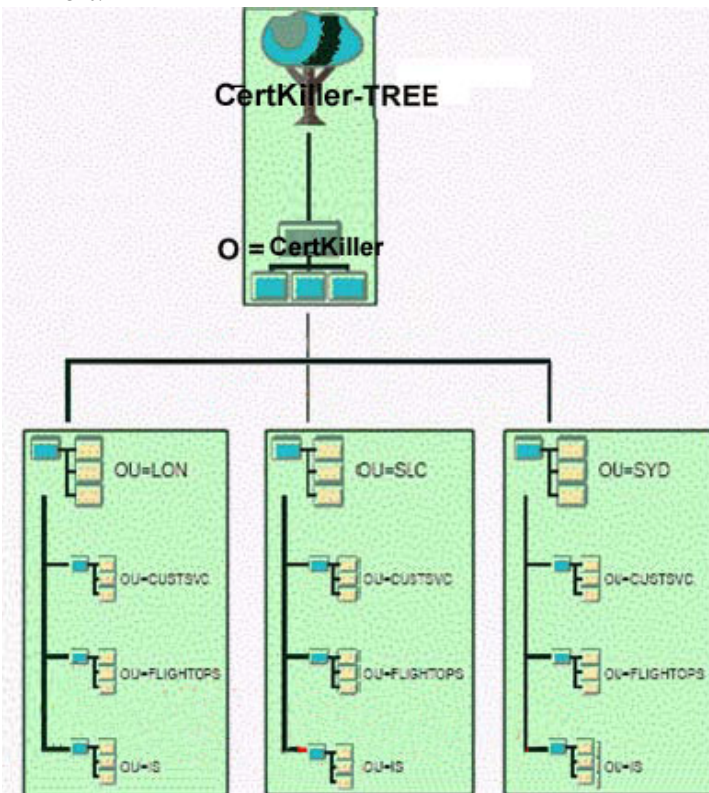 CertKiller-TREE
O = CertKiller
OU=LON
OU=CUSTSVC
OU=FLIGHTOPS
OU=IS
OU=SLC
OU=CUSTSVC
OU=FLIGHTOPS
OU=IS
OU=SYD
OU=CUSTSVC
OU=FLIGHTOPS
OU=IS